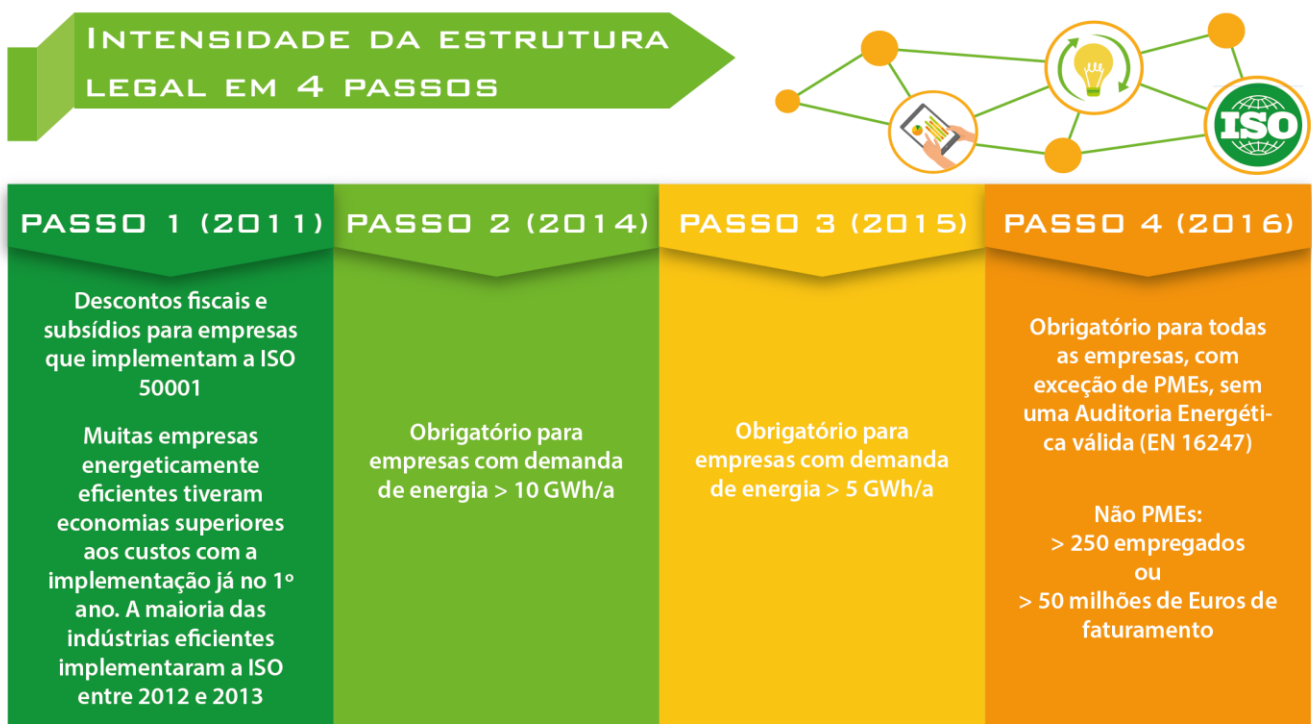 INTENSIDADE DA ESTRUTURA
LEGAL EM 4 PASSOS
ISO
PASSO 1 (2011)
Descontos fiscais e
subsídios para empresas
que implementam a ISO
50001
Muitas empresas
energeticamente
eficientes tiveram
economias superiores
aos custos com a
implementação já no 1º
ano. A maioria das
indústrias eficientes
implementaram a ISO
entre 2012 e 2013
PASSO 2 (2014)
Obrigatório para
empresas com demanda
de energia > 10 GWh/a
PASSO 3 (2015)
Obrigatório para
empresas com demanda
de energia > 5 GWh/a
PASSO 4 (2016)
Obrigatório para todas
as empresas, com
exceção de PMEs, sem
uma Auditoria Energéti-
ca válida (EN 16247)
Não PMEs:
> 250 empregados
ou
> 50 milhões de Euros de
faturamento